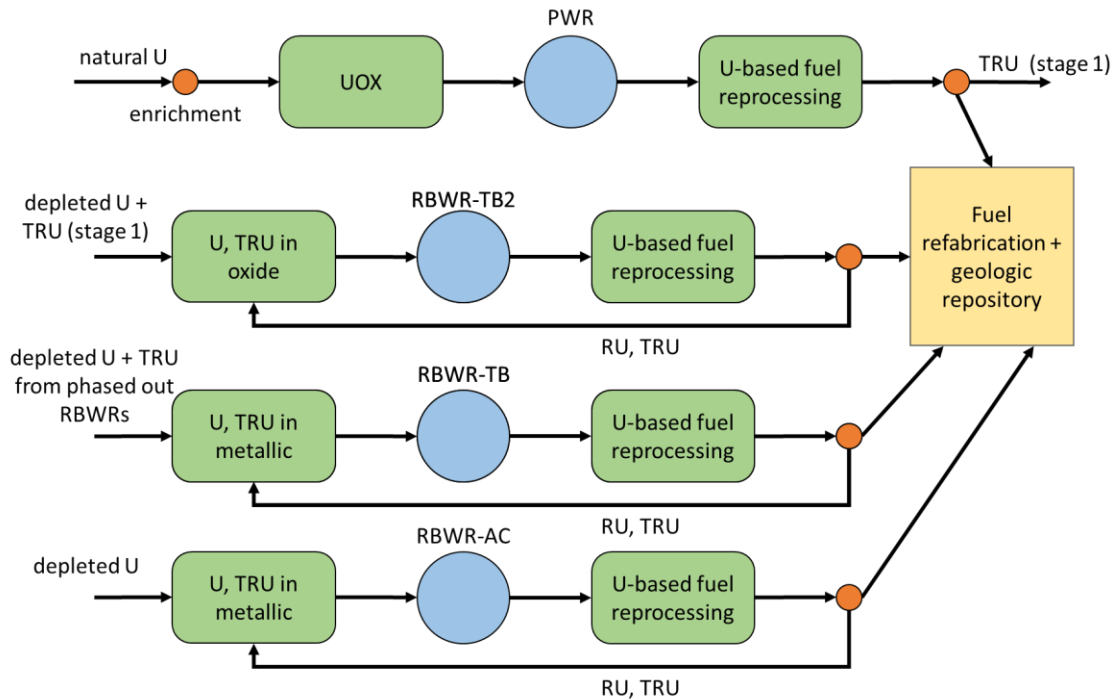 PWR
natural U
enrichment
UOX
U-based fuel
reprocessing
TRU (stage 1)
depleted U +
TRU (stage 1)
U, TRU in
oxide
RBWR-TB2
U-based fuel
reprocessing
Fuel
refabrication +
geologic
repository
RU, TRU
depleted U + TRU
from phased out
RBWRs
U, TRU in
metallic
RBWR-TB
U-based fuel
reprocessing
RU, TRU
depleted U
U, TRU in
metallic
RBWR-AC
U-based fuel
reprocessing
RU, TRU